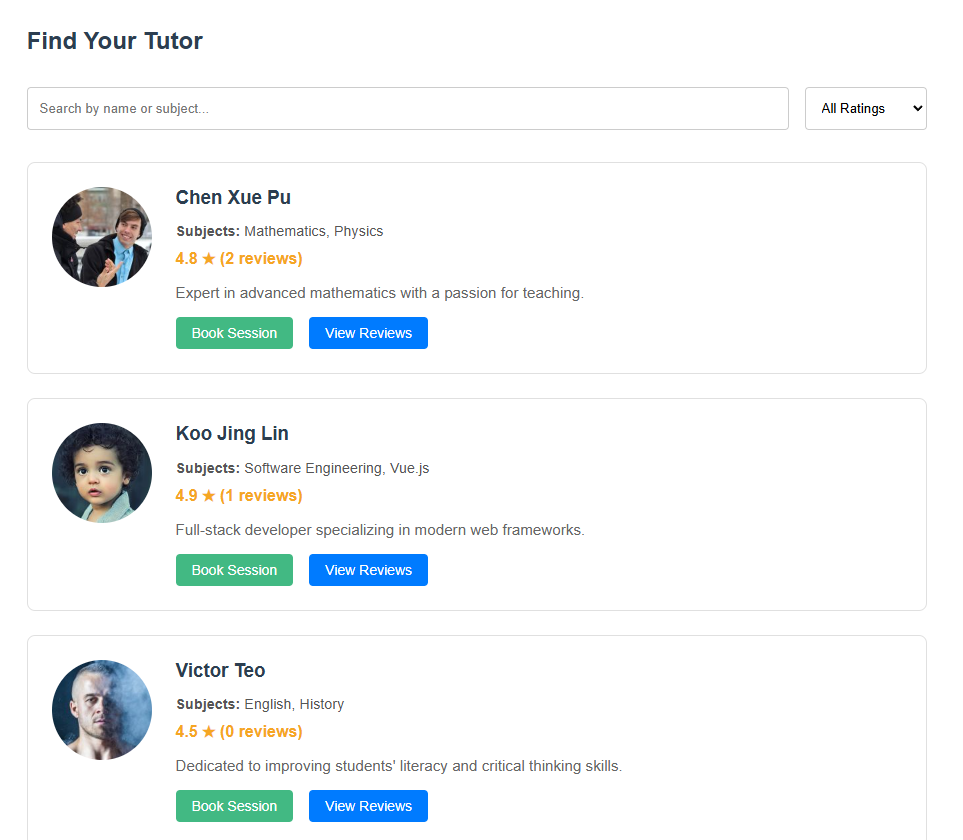 Find Your Tutor
Search by name or subject...
All Ratings
Chen Xue Pu
Subjects: Mathematics, Physics
4.8 ★ (2 reviews)
Expert in advanced mathematics with a passion for teaching.
Book Session
View Reviews
Koo Jing Lin
Subjects: Software Engineering, Vue.js
4.9 ★ (1 reviews)
Full-stack developer specializing in modern web frameworks.
Book Session
View Reviews
Victor Teo
Subjects: English, History
4.5 ★ (0 reviews)
Dedicated to improving students' literacy and critical thinking skills.
Book Session
View Reviews